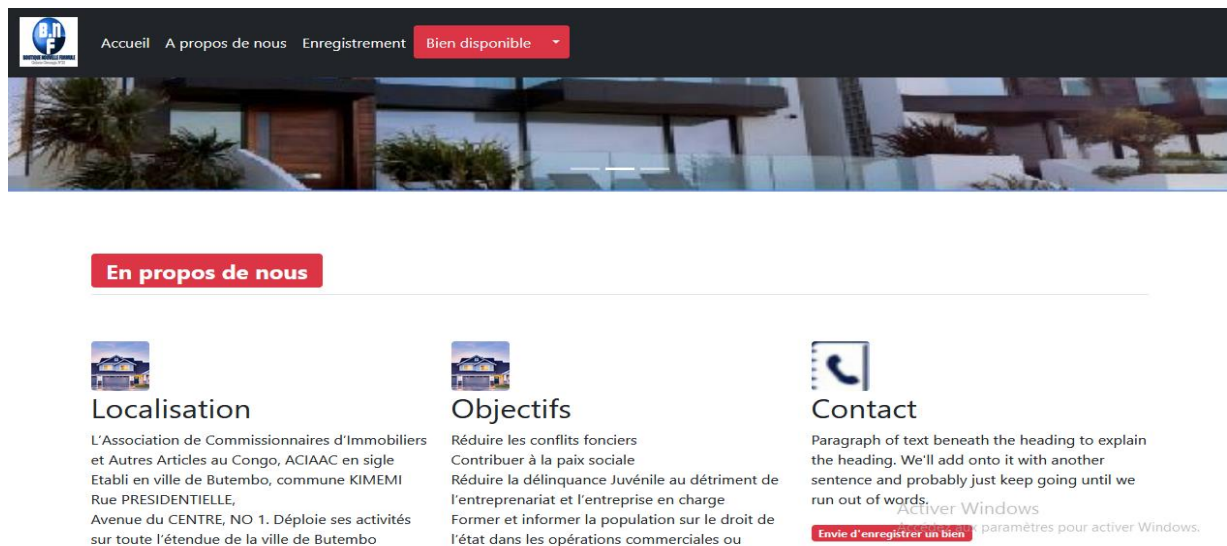 B.N
F
BOUTIQUE NOUVELLE FORMULE
Accueil A propos de nous Enregistrement Bien disponible
En propos de nous
Localisation
L'Association de Commissionnaires d'Immobiliers
et Autres Articles au Congo, ACIAAC en sigle
Etabli en ville de Butembo, commune KIMEMI
Rue PRESIDENTIELLE,
Avenue du CENTRE, NO 1. Déploie ses activités
sur toute l'étendue de la ville de Butembo
Objectifs
Réduire les conflits fonciers
Contribuer à la paix sociale
Réduire la délinquance Juvénile au détriment de
l'entreprenariat et l'entreprise en charge
Former et informer la population sur le droit de
l'état dans les opérations commerciales ou
Contact
Paragraph of text beneath the heading to explain
the heading. We'll add onto it with another
sentence and probably just keep going until we
run out of words.
Envie d'enregistrer un bien
Activer Windows
Accédez aux paramètres pour activer Windows.